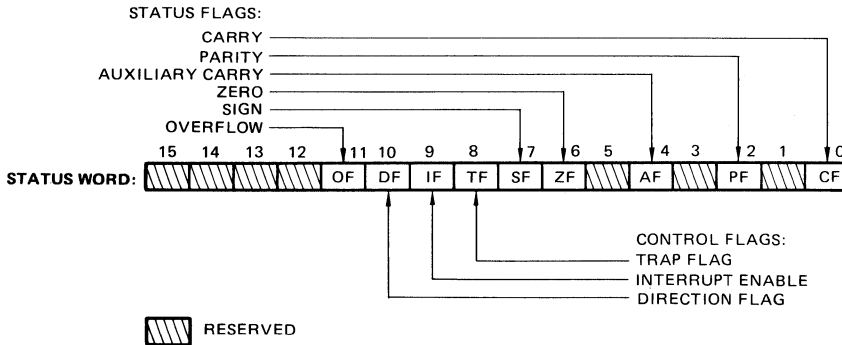 STATUS FLAGS:
CARRY
PARITY
AUXILIARY CARRY
ZERO
SIGN
OVERFLOW
15 14 13 12 11 10 9 8 7 6 5 4 3 2 1 0
STATUS WORD: OF DF IF TF SF ZF AF PF CF
CONTROL FLAGS:
TRAP FLAG
INTERRUPT ENABLE
DIRECTION FLAG
RESERVED